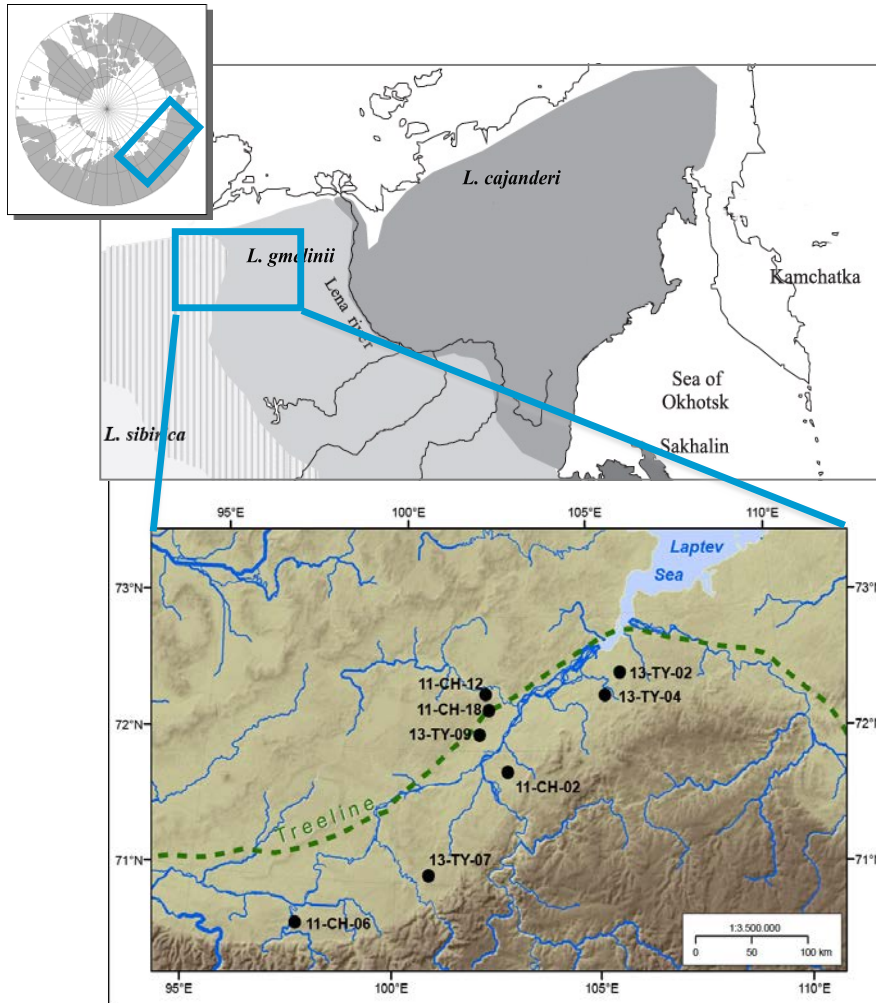 L. cajanderi
L. gmelinii
Kamchatka
Lena river
Sea of
Okhotsk
L. sibirica
Sakhalin
95°E 100°E 105°E 110°E
Laptev
Sea
73°N 73°N
13-TY-02
11-CH-12
13-TY-04
11-CH-18
72°N 72°N
13-TY-09
11-CH-02
Treeline
71°N 71°N
13-TY-07
11-CH-06
1:3.500.000
0 50 100 km
95°E 100°E 105°E 110°E